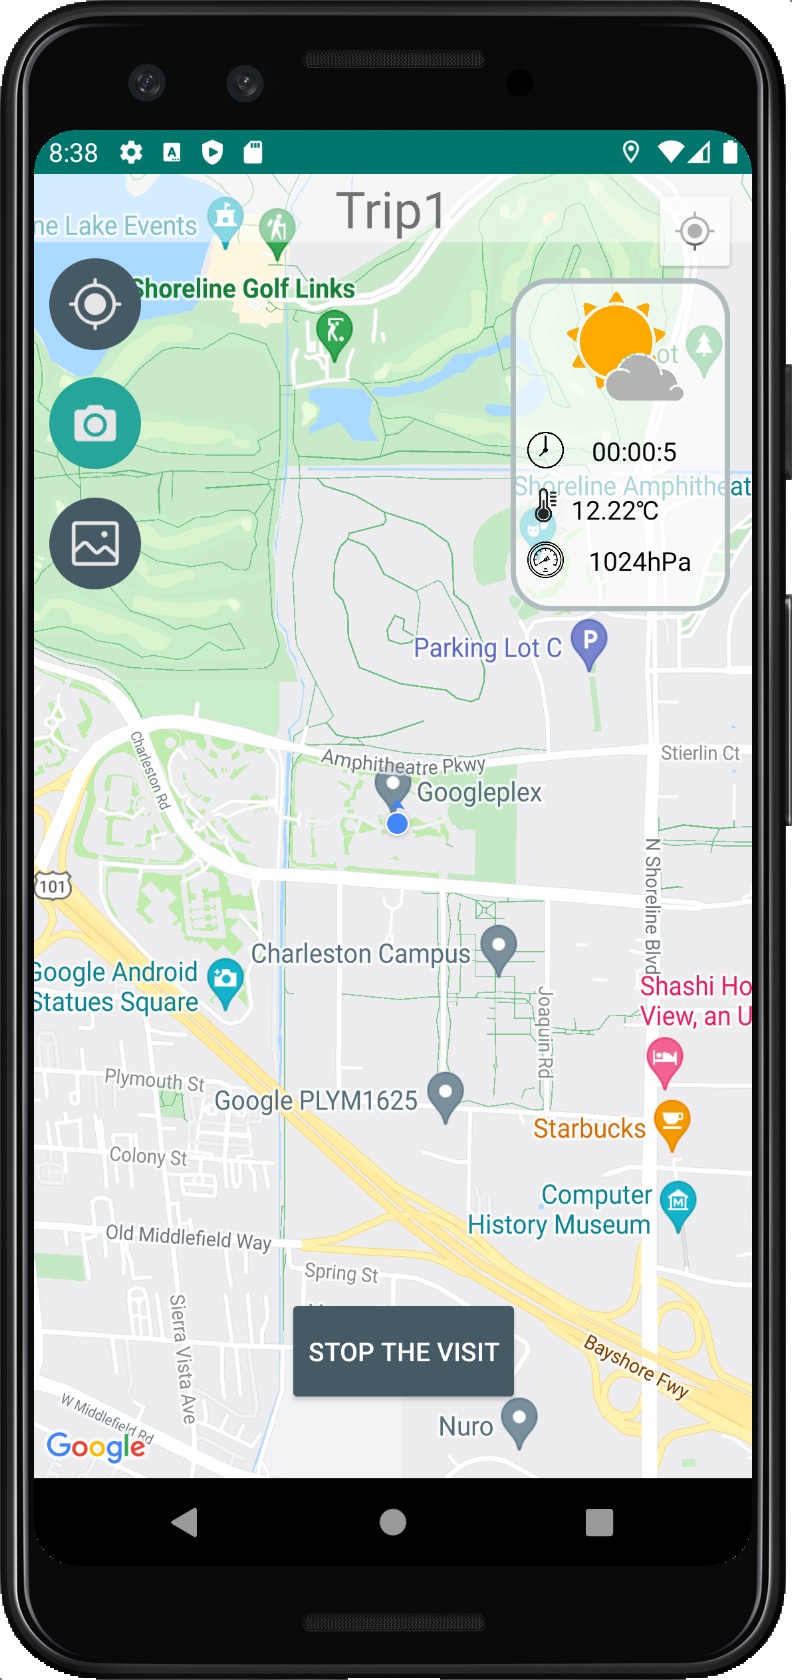 8:38
Trip1
ne Lake Events
Shoreline Golf Links
ot
00:00:5
Shoreline Amphitheat
12.22℃
1024hPa
Parking Lot C
Charleston Rd
Amphitheatre Pkwy
Stierlin Ct
Googleplex
N Shoreline Blvd
101
Charleston Campus
Google Android
Statues Square
Shashi Ho
View, an U
Joaquin Rd
Plymouth St
Google PLYM1625
Starbucks
Colony St
Computer
History Museum
Old Middlefield Way
Spring St
Sierra Vista Ave
STOP THE VISIT
Bayshore Fwy
W Middlefield Rd
Nuro
Google